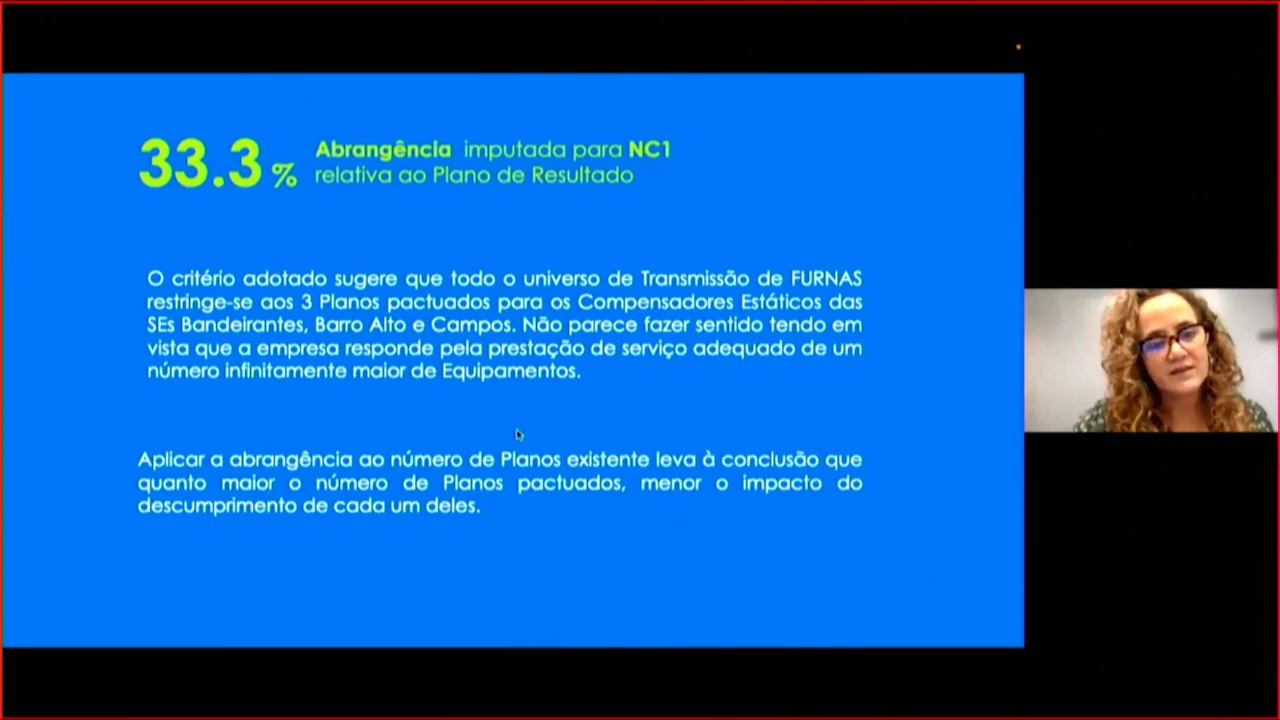 33.3 % Abrangência imputada para NC1
relativa ao Plano de Resultado
O critério adotado sugere que todo o universo de Transmissão de FURNAS
restringe-se aos 3 Planos pactuados para os Compensadores Estáticos das
SEs Bandeirantes, Barro Alto e Campos. Não parece fazer sentido tendo em
vista que a empresa responde pela prestação de serviço adequado de um
número infinitamente maior de Equipamentos.
Aplicar a abrangência ao número de Planos existente leva à conclusão que
quanto maior o número de Planos pactuados, menor o impacto do
descumprimento de cada um deles.